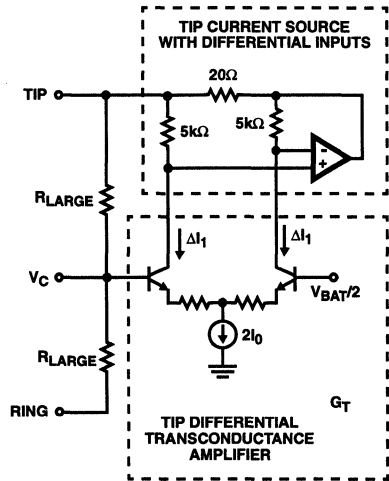 TIP CURRENT SOURCE
WITH DIFFERENTIAL INPUTS
20Ω
TIP
5kΩ
5kΩ
-
+
RLARGE
ΔI1
ΔI1
VC
VBAT/2
RLARGE
2I0
RING
GT
TIP DIFFERENTIAL
TRANSCONDUCTANCE
AMPLIFIER